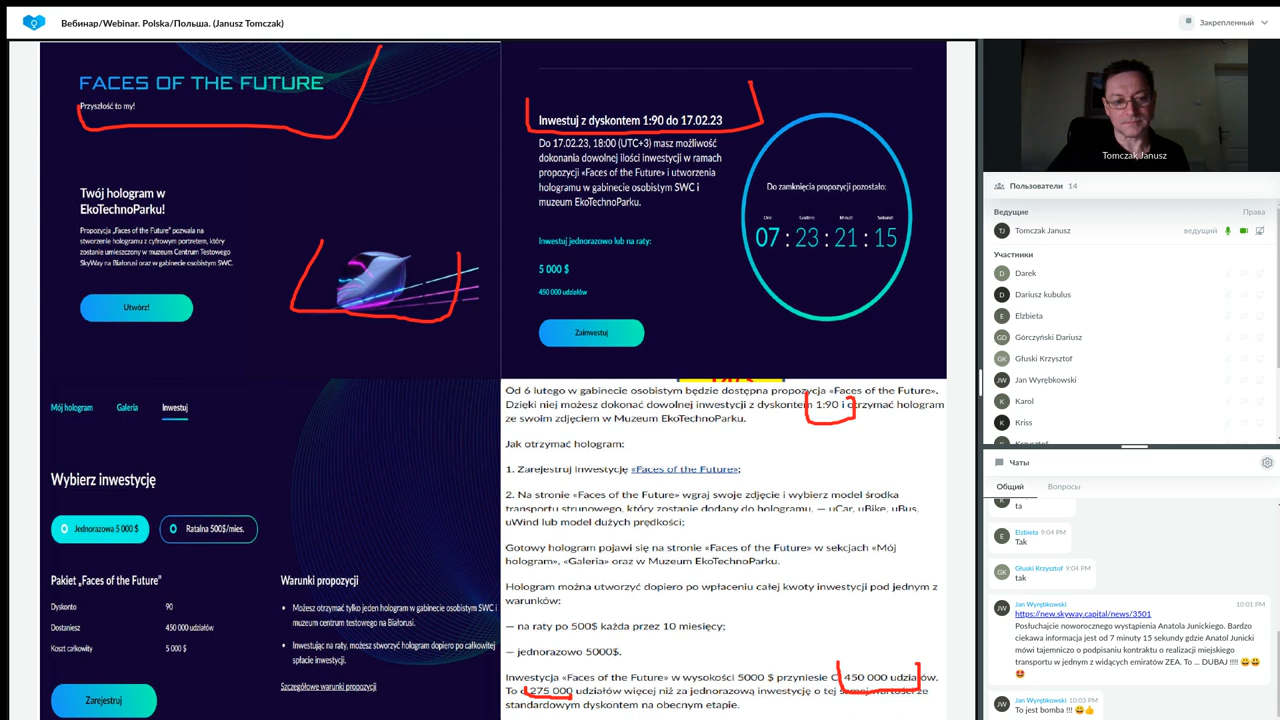 Вебинар/Webinar. Polska/Польша. (Janusz Tomczak)
Закрепленный
FACES OF THE FUTURE
Przyszłość to my!
Twój hologram w
EkoTechnoParku!
Propozycja „Faces of the Future" pozwala na
stworzenie hologramu z cyfrowym portretem, który
zostanie umieszczony w muzeum Centrum Testowego
SkyWay na Białorusi oraz w gabinecie osobistym SWC.
Utwórz!
Inwestuj z dyskontem 1:90 do 17.02.23
Do 17.02.23, 18:00 (UTC+3) masz możliwość
dokonania dowolnej ilości inwestycji w ramach
propozycji «Faces of the Future» i utworzenia
hologramu w gabinecie osobistym SWC i
muzeum EkoTechnoParku.
Inwestuj jednorazowo lub na raty:
5 000 $
450 000 udziałów
Zainwestuj
Do zamknięcia propozycji pozostało:
07 : 23 : 21 : 15
Mój hologram Galeria Inwestuj
Wybierz inwestycję
Jednorazowa 5 000 $ Ratalna 500$/mies.
Pakiet „Faces of the Future"
Dyskonto 90
Dostaniesz 450 000 udziałów
Koszt całkowity 5 000 $
Zarejestruj
Warunki propozycji
• Możesz otrzymać tylko jeden hologram w gabinecie osobistym SWC i
muzeum centrum testowego na Białorusi.
• Inwestując na raty, możesz stworzyć hologram dopiero po całkowitej
spłacie inwestycji.
Szczegółowe warunki propozycji
Od 6 lutego w gabinecie osobistym będzie dostępna propozycja «Faces of the Future».
Dzięki niej możesz dokonać dowolnej inwestycji z dyskontem 1:90 i otrzymać hologram
ze swoim zdjęciem w Muzeum EkoTechnoParku.
Jak otrzymać hologram:
1. Zarejestruj inwestycję «Faces of the Future»;
2. Na stronie «Faces of the Future» wgraj swoje zdjęcie i wybierz model środka
transportu strunowego, który zostanie dodany do hologramu, — uCar, uBike, uBus,
uWind lub model dużych prędkości;
Gotowy hologram pojawi się na stronie «Faces of the Future» w sekcjach «Mój
hologram», «Galeria» oraz w Muzeum EkoTechnoParku.
Hologram można utworzyć dopiero po wpłaceniu całej kwoty inwestycji pod jednym z
warunków:
— na raty po 500$ każda przez 10 miesięcy;
— jednorazowo 5000$.
Inwestycja «Faces of the Future» w wysokości 5000 $ przyniesie Ci 450 000 udziałów.
To o 275 000 udziałów więcej niż za jednorazową inwestycję o tej samej wartości ze
standardowym dyskontem na obecnym etapie.
Tomczak Janusz
Пользователи 14
Ведущие Права
TJ Tomczak Janusz ведущий
Участники
D Darek
D Dariusz kubulus
E Elzbieta
GD Górczyński Dariusz
GK Głuski Krzysztof
JW Jan Wyrębkowski
K Karol
K Kriss
Krzysztof
Чаты
Общий Вопросы
K ta
E Elzbieta 9:04 PM
Tak
GK Głuski Krzysztof 9:04 PM
tak
JW Jan Wyrębkowski 10:01 PM
https://new.skyway.capital/news/3501
Posłuchajcie noworocznego wystąpienia Anatola Junickiego. Bardzo
ciekawa informacja jest od 7 minuty 15 sekundy gdzie Anatol Junicki
mówi tajemniczo o podpisaniu kontraktu o realizacji miejskiego
transportu w jednym z widących emiratów ZEA. To ... DUBAJ !!!! 😃😃
JW Jan Wyrębkowski 10:03 PM
To jest bomba !!! 😃👍